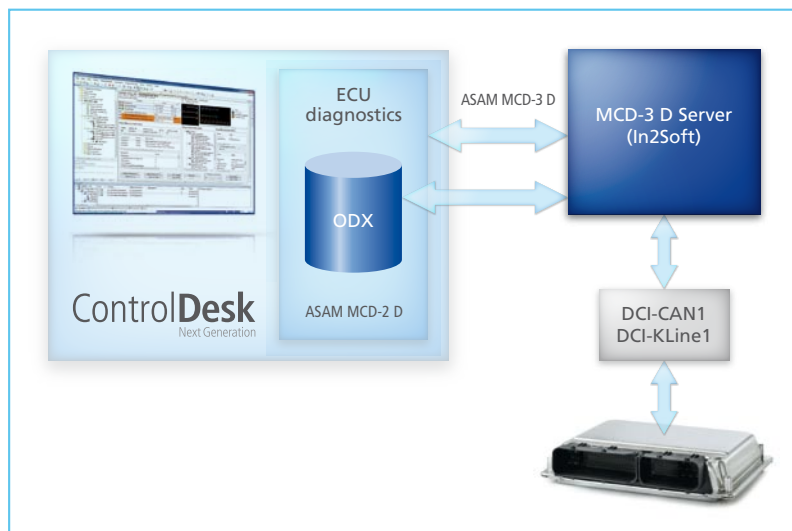 ECU
diagnostics
ODX
ASAM MCD-2 D
ControlDesk
Next Generation
ASAM MCD-3 D
MCD-3 D Server
(In2Soft)
DCI-CAN1
DCI-KLine1